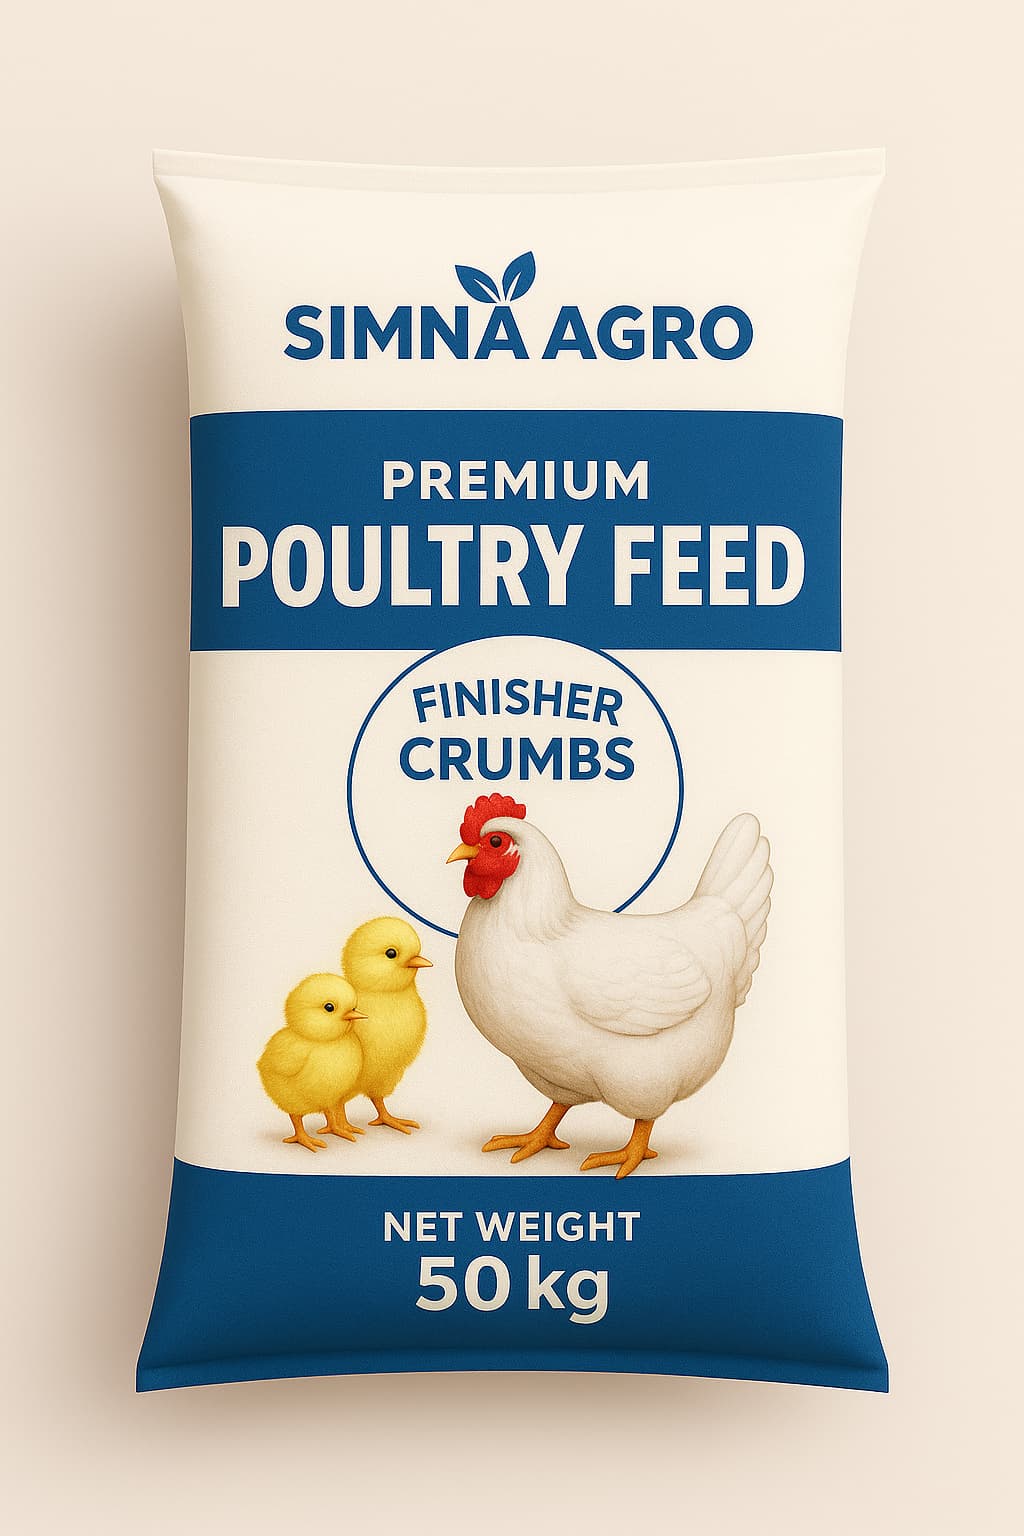 SIMNA AGRO
PREMIUM
POULTRY FEED
FINISHER
CRUMBS
NET WEIGHT
50 kg